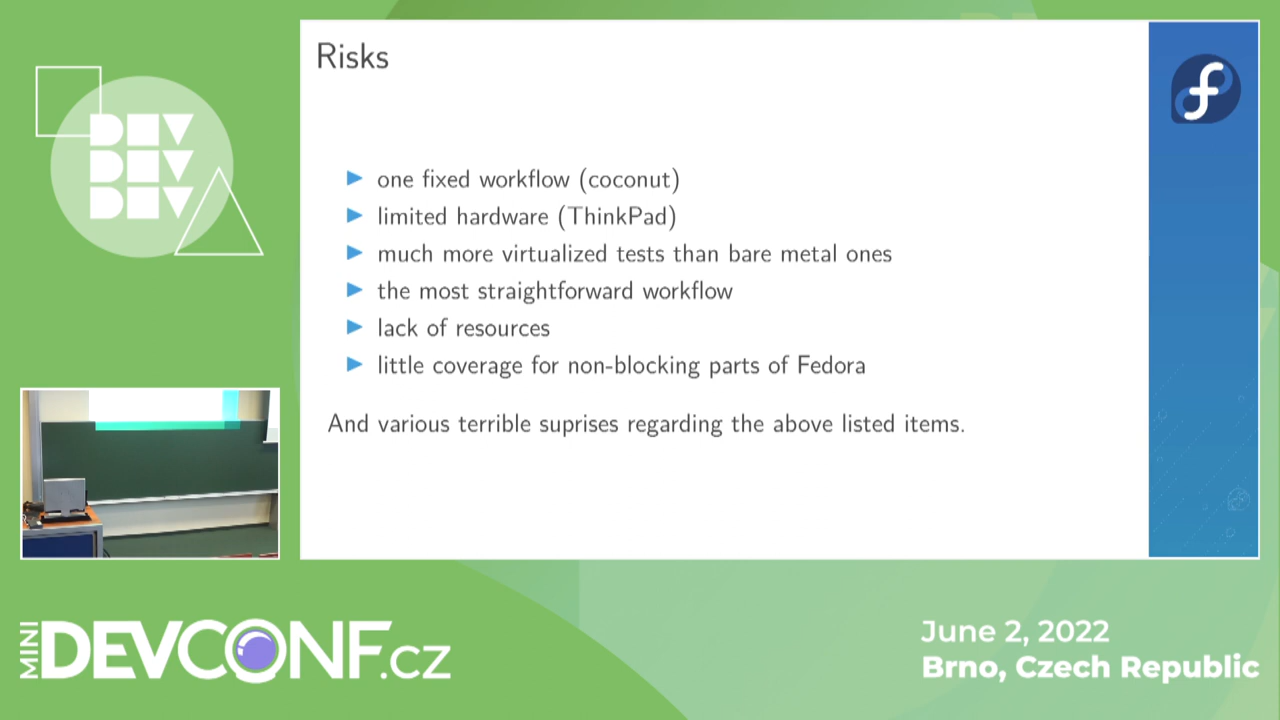 Risks
one fixed workflow (coconut)
limited hardware (ThinkPad)
much more virtualized tests than bare metal ones
the most straightforward workflow
lack of resources
little coverage for non-blocking parts of Fedora
And various terrible suprises regarding the above listed items.
DEV
DEV
DEV
MINI DEVCONF.cz
June 2, 2022
Brno, Czech Republic